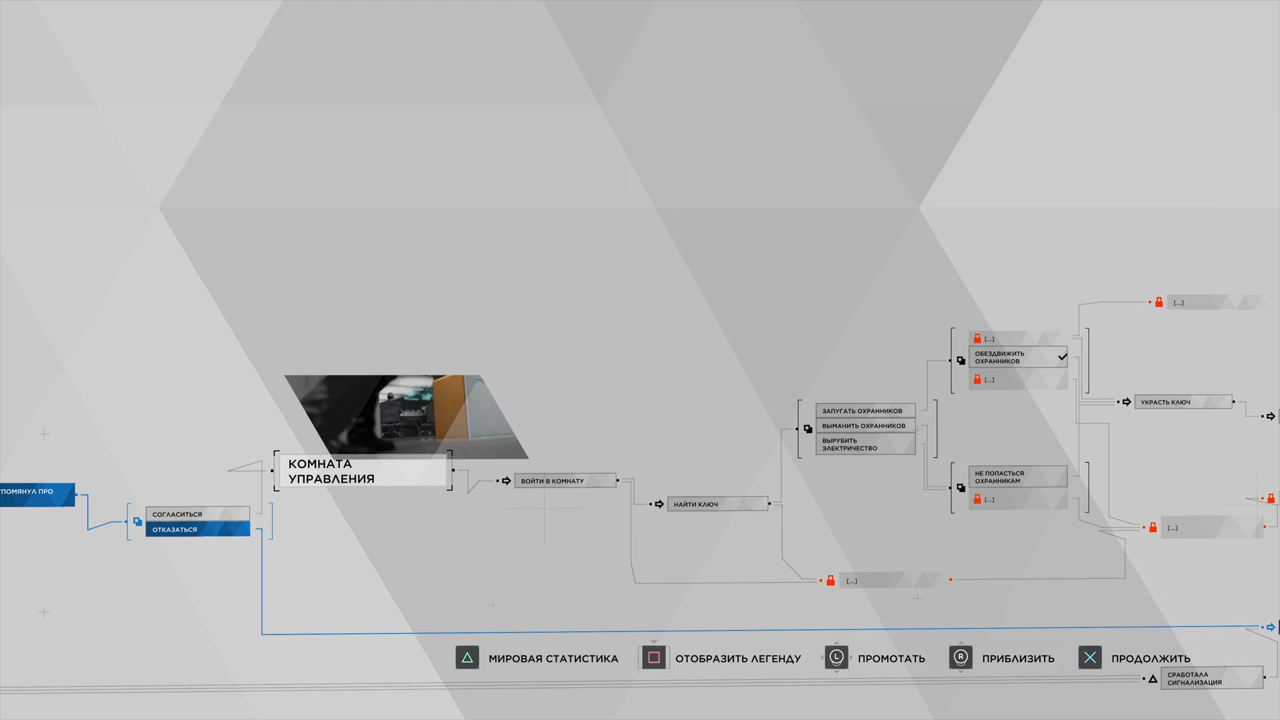 УПОМЯНУЛ ПРО
СОГЛАСИТЬСЯ
ОТКАЗАТЬСЯ
КОМНАТА
УПРАВЛЕНИЯ
ВОЙТИ В КОМНАТУ
НАЙТИ КЛЮЧ
[...]
ЗАПУГАТЬ ОХРАННИКОВ
ВЫМАНИТЬ ОХРАННИКОВ
ВЫРУБИТЬ
ЭЛЕКТРИЧЕСТВО
[...]
ОБЕЗДВИЖИТЬ
ОХРАННИКОВ
[...]
НЕ ПОПАСТЬСЯ
ОХРАННИКАМ
[...]
[...]
УКРАСТЬ КЛЮЧ
[...]
МИРОВАЯ СТАТИСТИКА
ОТОБРАЗИТЬ ЛЕГЕНДУ
L ПРОМОТАТЬ
R ПРИБЛИЗИТЬ
ПРОДОЛЖИТЬ
СРАБОТАЛА
СИГНАЛИЗАЦИЯ